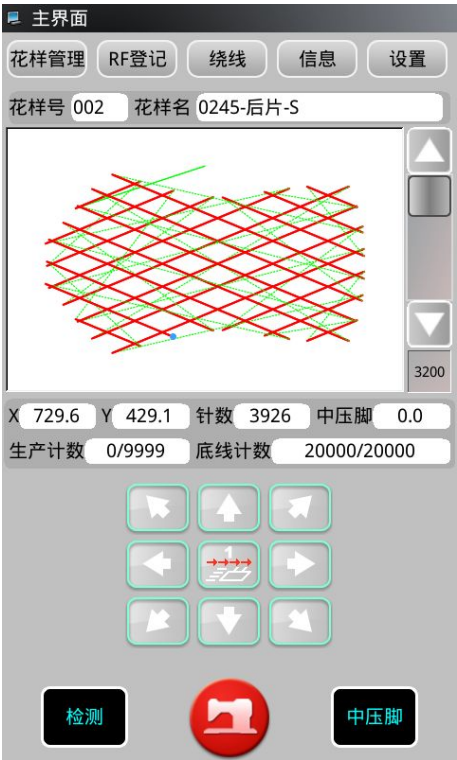 主界面
花样管理 RF登记 绕线 信息 设置
花样号 002 花样名 0245-后片-S
3200
X 729.6 Y 429.1 针数 3926 中压脚 0.0
生产计数 0/9999 底线计数 20000/20000
1
检测 中压脚